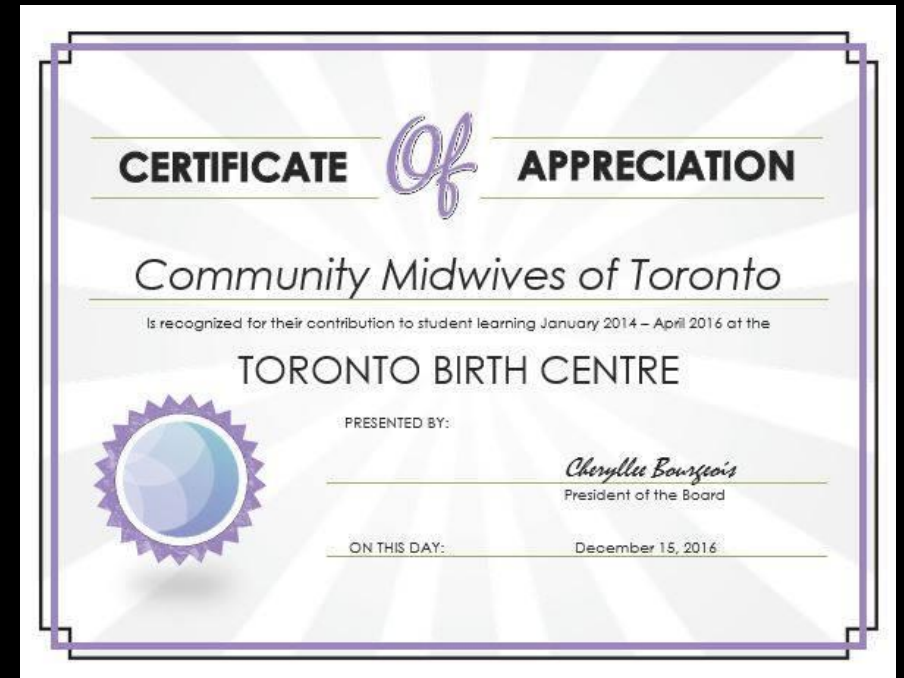 CERTIFICATE Of APPRECIATION
Community Midwives of Toronto
Is recognized for their contribution to student learning January 2014 – April 2016 at the
TORONTO BIRTH CENTRE
PRESENTED BY:
Cheryllee Bourgeois
President of the Board
ON THIS DAY: December 15, 2016